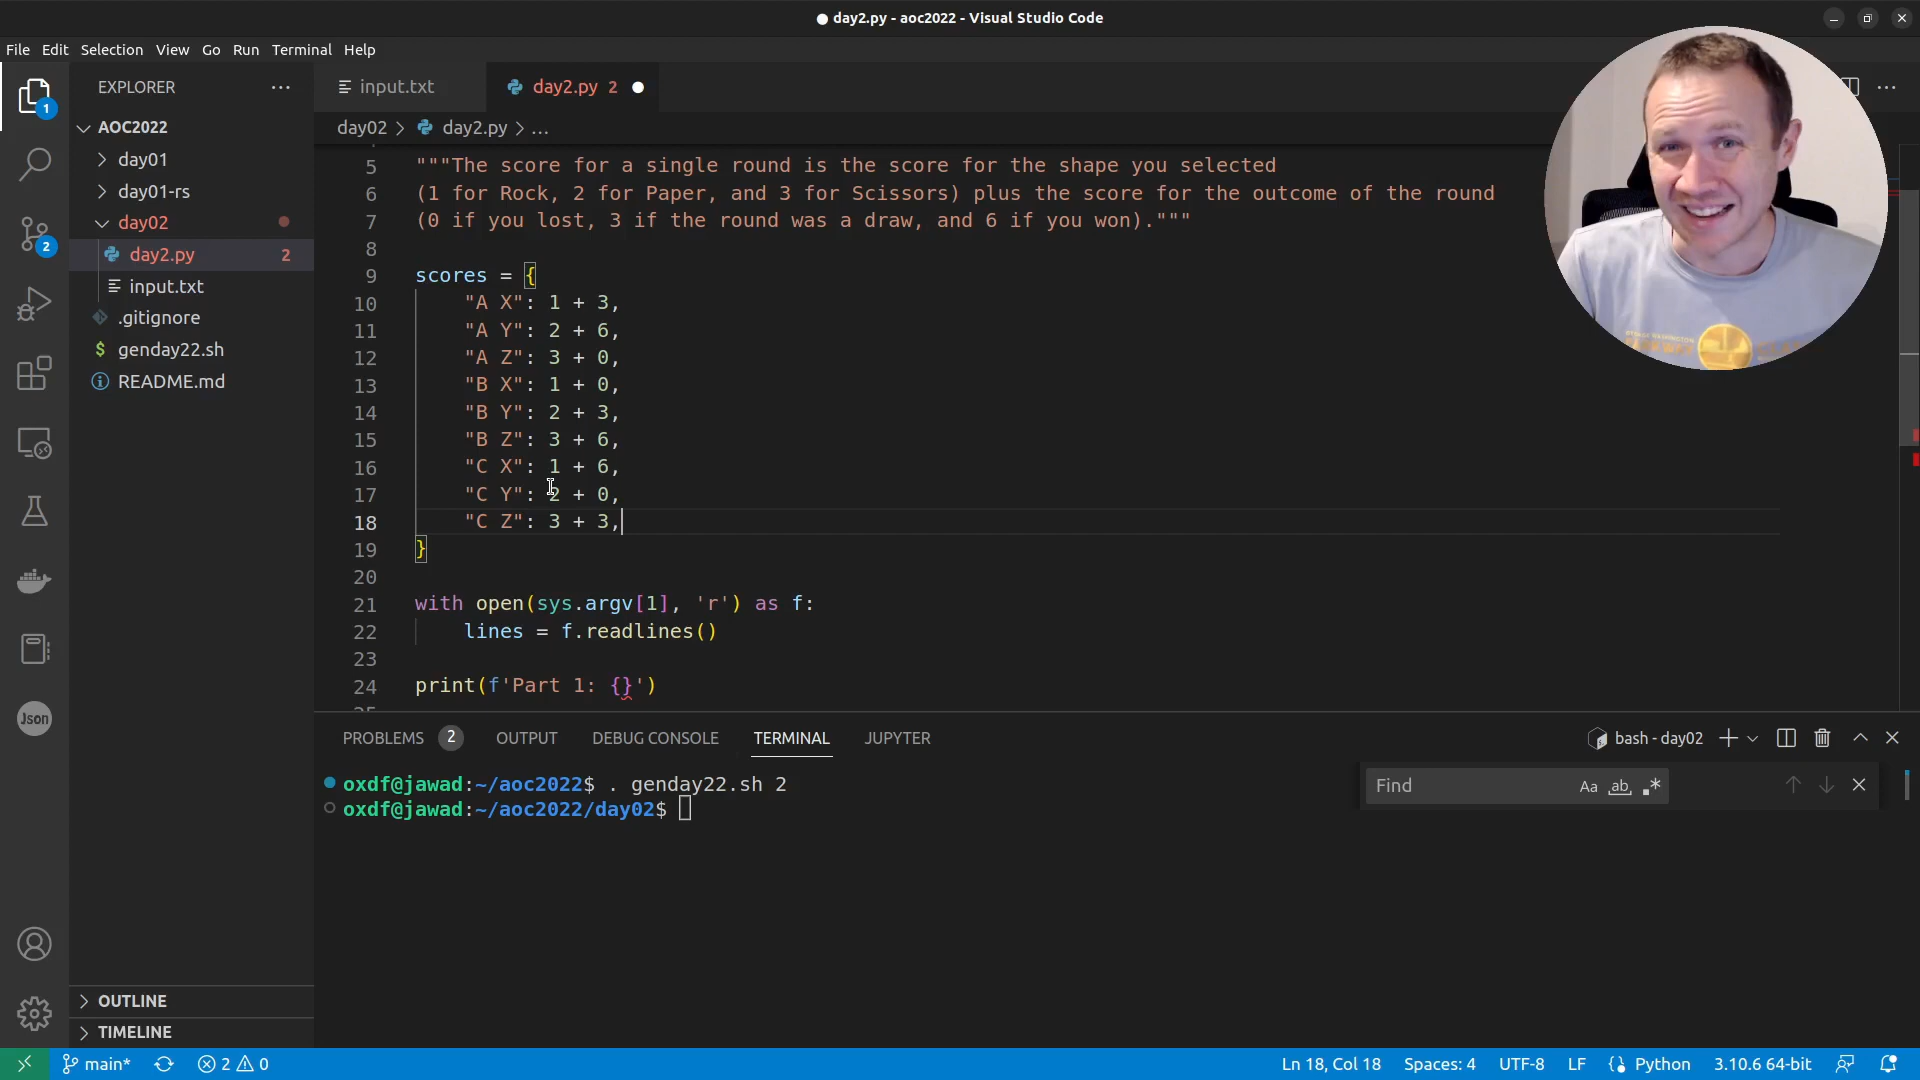 day2.py - aoc2022 - Visual Studio Code
File Edit Selection View Go Run Terminal Help
EXPLORER
input.txt
day2.py 2
AOC2022
day02 > day2.py > ...
day01
day01-rs
day02
day2.py 2
input.txt
.gitignore
$ genday22.sh
README.md
1
2
Json
5 """The score for a single round is the score for the shape you selected
6 (1 for Rock, 2 for Paper, and 3 for Scissors) plus the score for the outcome of the round
7 (0 if you lost, 3 if the round was a draw, and 6 if you won)."""
8
9 scores = {
10 "A X": 1 + 3,
11 "A Y": 2 + 6,
12 "A Z": 3 + 0,
13 "B X": 1 + 0,
14 "B Y": 2 + 3,
15 "B Z": 3 + 6,
16 "C X": 1 + 6,
17 "C Y": 2 + 0,
18 "C Z": 3 + 3,
19 }
20
21 with open(sys.argv[1], 'r') as f:
22 lines = f.readlines()
23
24 print(f'Part 1: {}')
PROBLEMS 2 OUTPUT DEBUG CONSOLE TERMINAL JUPYTER
bash - day02
oxdf@jawad:~/aoc2022$ . genday22.sh 2
oxdf@jawad:~/aoc2022/day02$
Find Aa ab
OUTLINE
TIMELINE
main* 2 0 Ln 18, Col 18 Spaces: 4 UTF-8 LF {} Python 3.10.6 64-bit